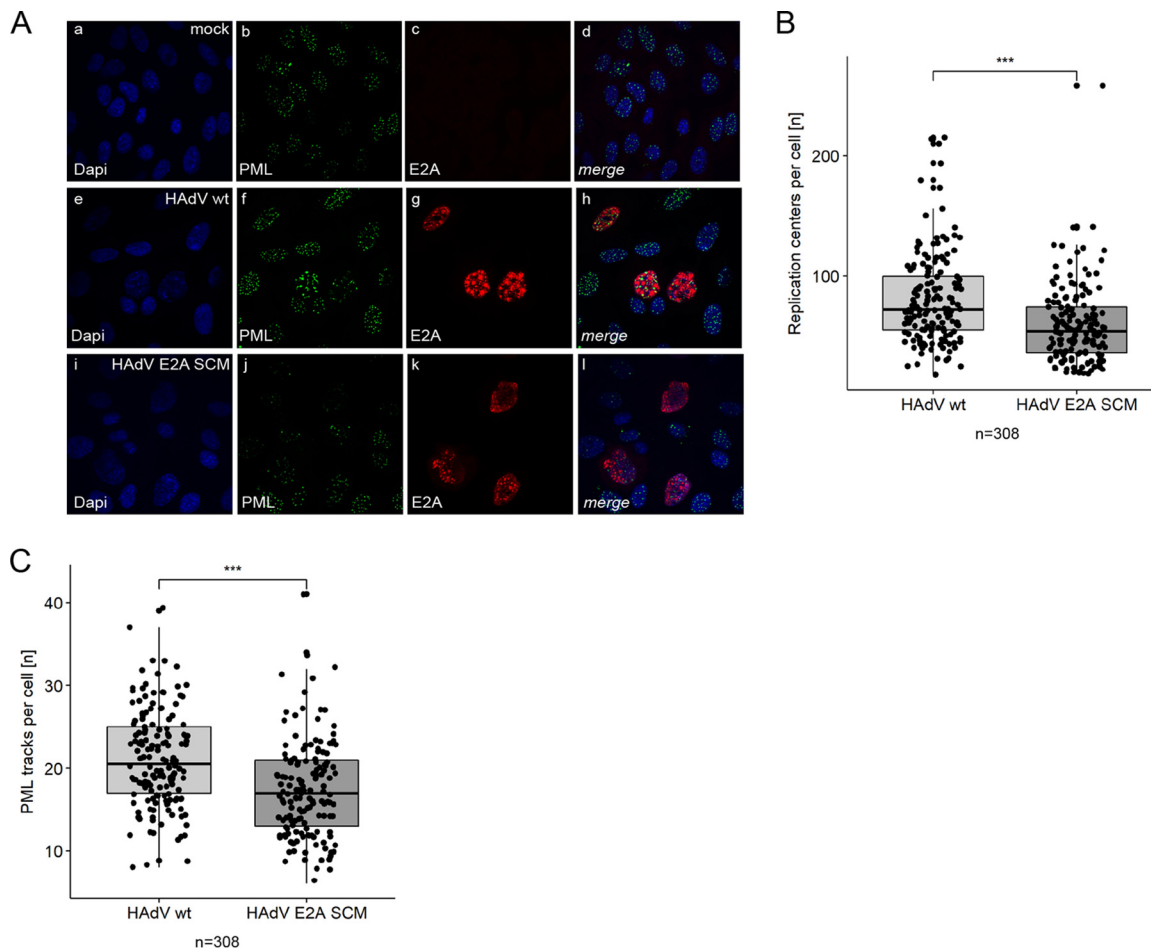 A
a
mock
b
c
d
Dapi
PML
E2A
merge
e
HAdV wt
f
g
h
Dapi
PML
E2A
merge
HAdV E2A SCM
i
j
k
l
Dapi
PML
E2A
merge
B
***
Replication centers per cell [n]
200
100
HAdV wt
HAdV E2A SCM
n=308
C
***
PML tracks per cell [n]
40
30
20
10
HAdV wt
HAdV E2A SCM
n=308